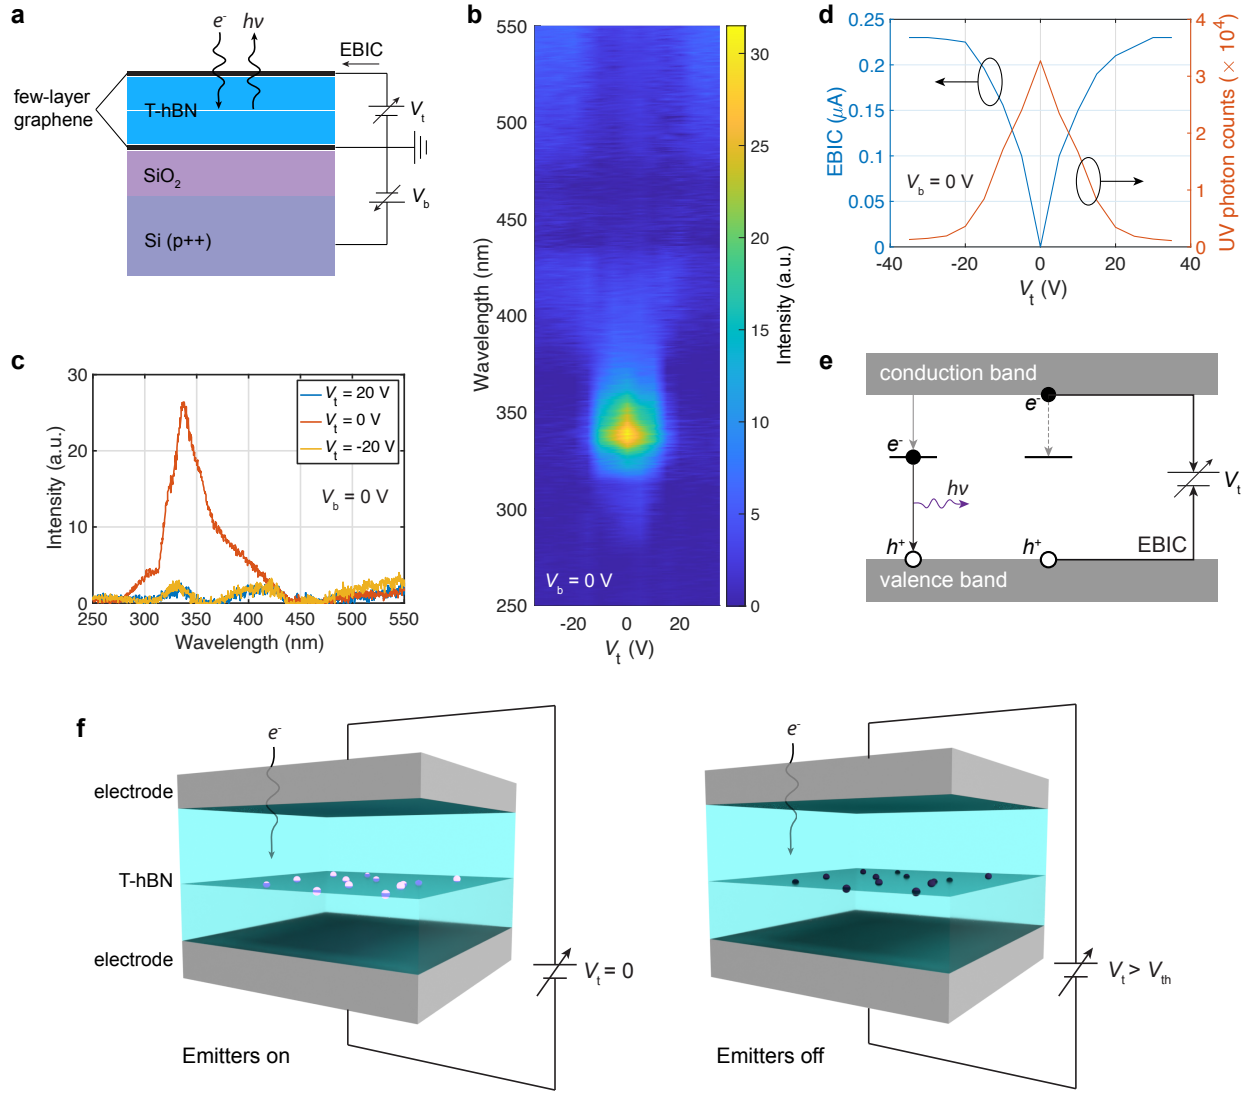 a
e⁻
hν
EBIC
few-layer
graphene
T-hBN
Vt
SiO2
Vb
Si (p++)
b
550
500
450
400
350
300
250
Wavelength (nm)
-20
0
20
Vt (V)
Vb = 0 V
30
25
20
15
10
5
0
Intensity (a.u.)
c
30
20
10
0
Intensity (a.u.)
250
300
350
400
450
500
550
Wavelength (nm)
Vt = 20 V
Vt = 0 V
Vt = -20 V
Vb = 0 V
d
0.25
0.2
0.15
0.1
0.05
0
EBIC (μA)
-40
-20
0
20
40
Vt (V)
Vb = 0 V
4
3
2
1
0
UV photon counts (× 10⁴)
e
conduction band
e⁻
e⁻
hν
Vt
h⁺
h⁺
EBIC
valence band
f
e⁻
electrode
T-hBN
electrode
Vt = 0
Emitters on
e⁻
Vt > Vth
Emitters off